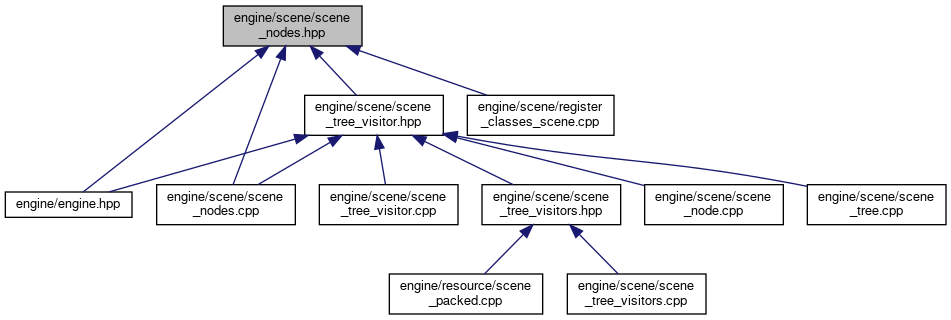 engine/scene/scene
_nodes.hpp
engine/scene/scene
_tree_visitor.hpp
engine/scene/register
_classes_scene.cpp
engine/engine.hpp
engine/scene/scene
_nodes.cpp
engine/scene/scene
_tree_visitor.cpp
engine/scene/scene
_tree_visitors.hpp
engine/scene/scene
_node.cpp
engine/scene/scene
_tree.cpp
engine/resource/scene
_packed.cpp
engine/scene/scene
_tree_visitors.cpp